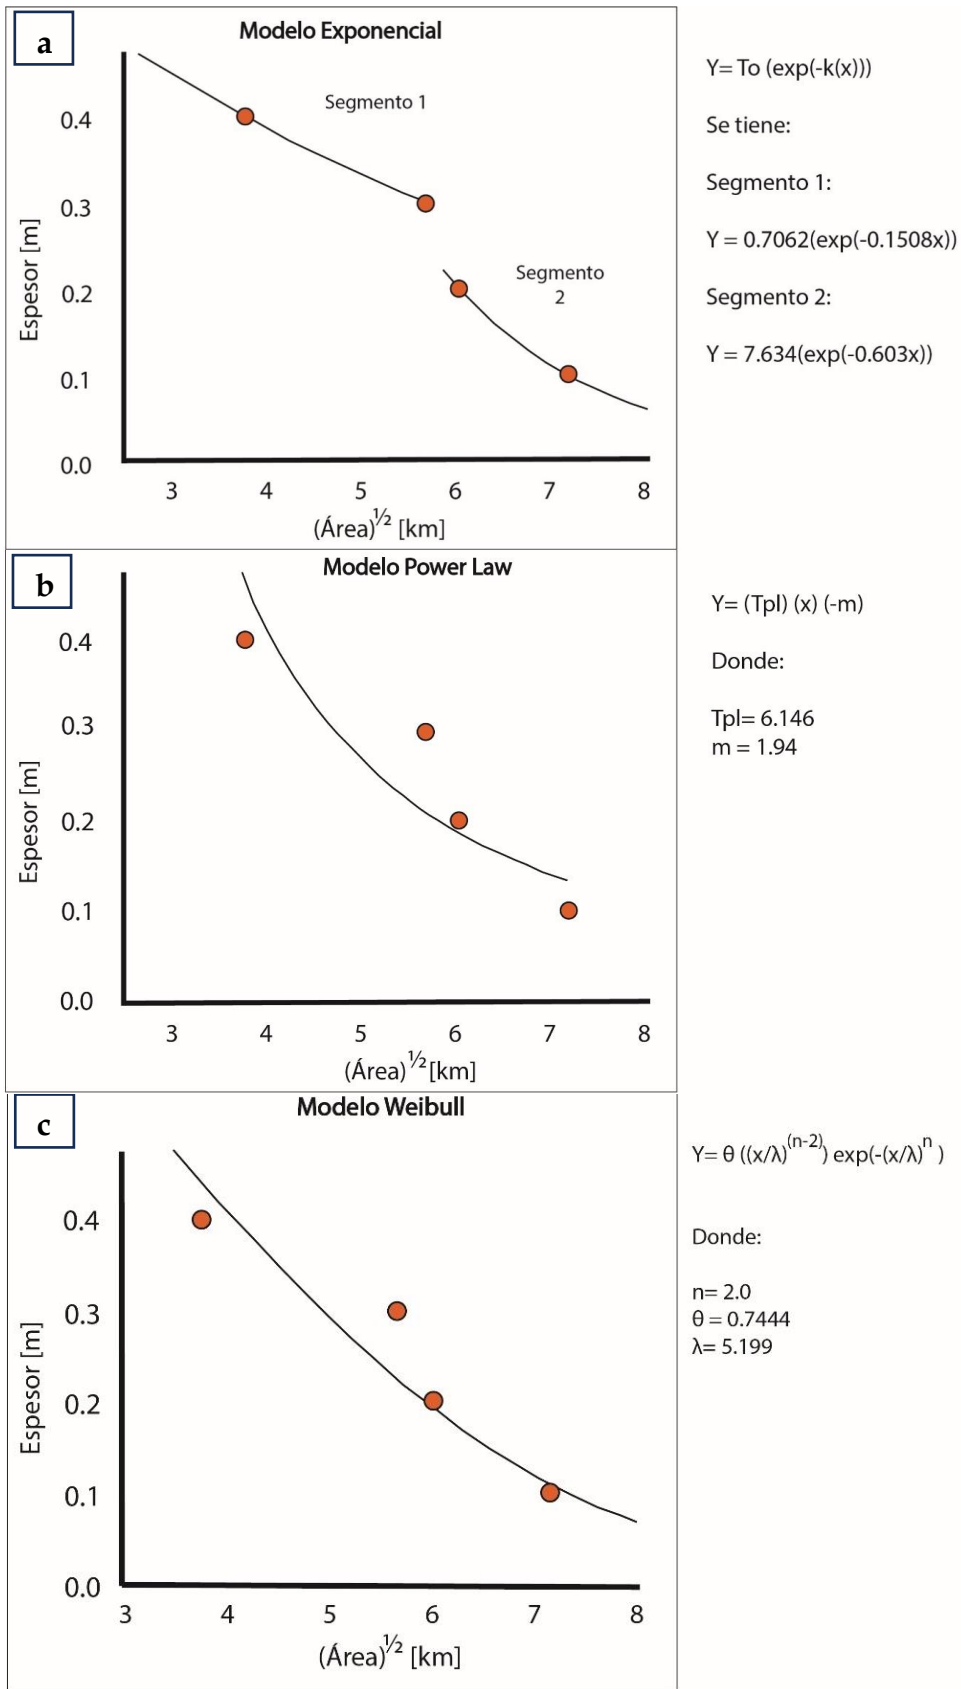 a
Modelo Exponencial
Segmento 1
Segmento
2
Espesor [m]
0.4
0.3
0.2
0.1
0.0
3 4 5 6 7 8
(Área)^½ [km]
Y= To (exp(-k(x)))
Se tiene:
Segmento 1:
Y = 0.7062(exp(-0.1508x))
Segmento 2:
Y = 7.634(exp(-0.603x))
b
Modelo Power Law
Espesor [m]
0.4
0.3
0.2
0.1
0.0
3 4 5 6 7 8
(Área)^½ [km]
Y= (Tpl) (x) (-m)
Donde:
Tpl= 6.146
m = 1.94
c
Modelo Weibull
Espesor [m]
0.4
0.3
0.2
0.1
0.0
3 4 5 6 7 8
(Área)^½ [km]
Y= θ ((x/λ)^(n-2)) exp(-(x/λ)^n )
Donde:
n= 2.0
θ = 0.7444
λ= 5.199